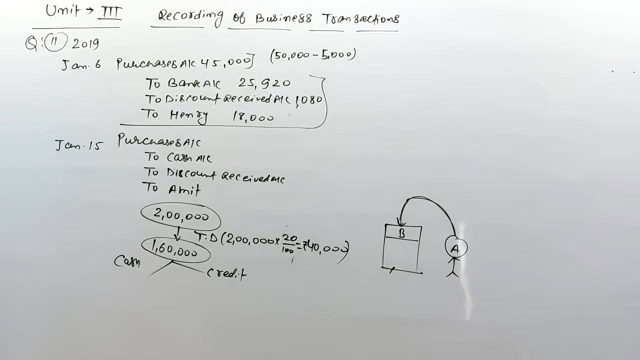 Unit → III Recording of Business Transactions
Q: 11 2019
Jan. 6 Purchases A/c 45,000] (50,000 - 5,000)
To Bank A/c 25,920
To Discount Received A/c 1,080
To Henry 18,000
Jan. 15 Purchases A/c
To Cash A/c
To Discount Received A/c
To Amit
2,00,000
T.D (2,00,000 × 20/100 = ₹40,000)
1,60,000
Cash Credit
B
A